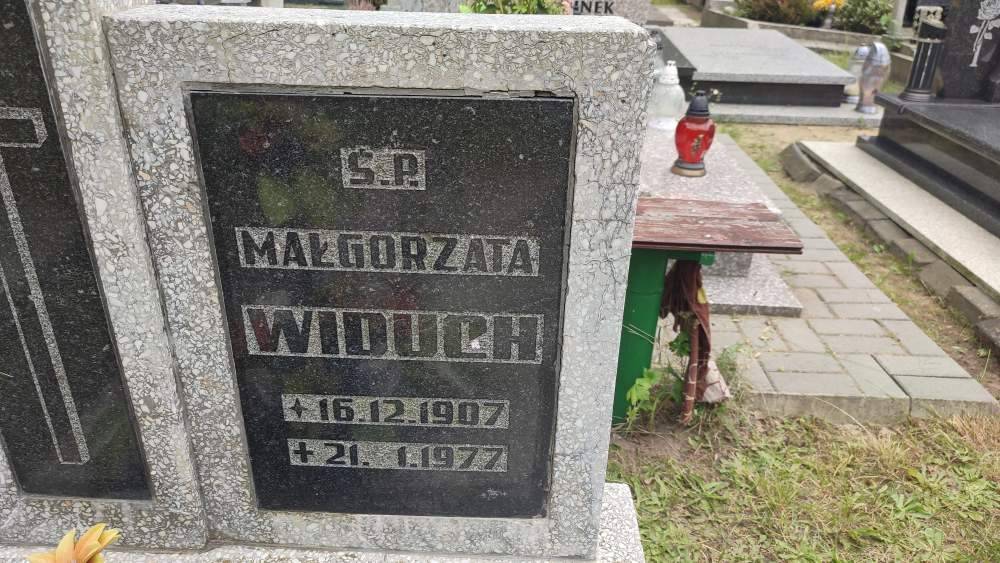 Ś.P.
MAŁGORZATA
WIDUCH
+16.12.1907
+21. 1.1977